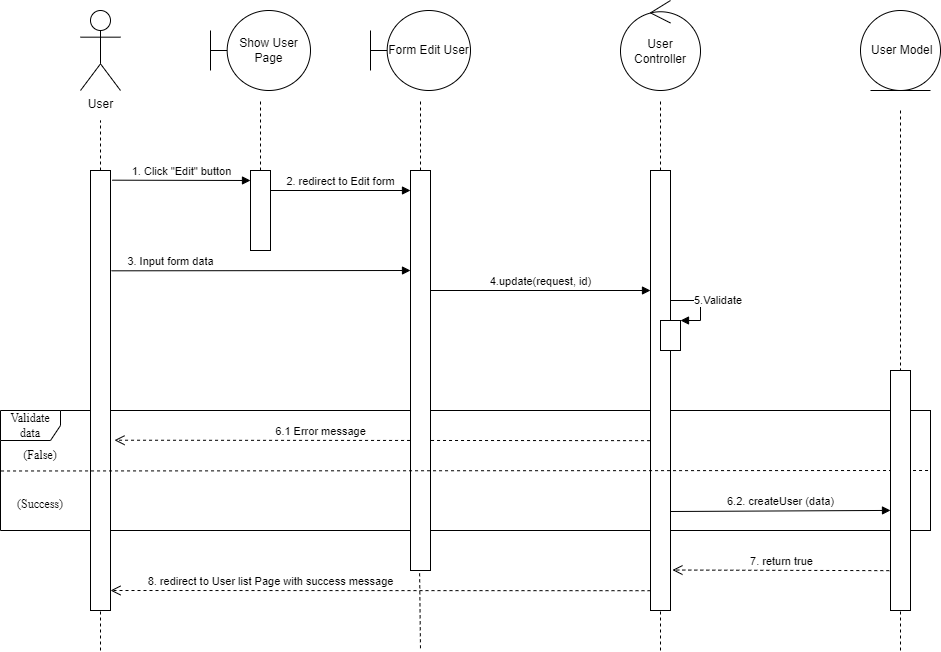 Show User
Page
Form Edit User
User
Controller
User Model
User
1. Click "Edit" button
2. redirect to Edit form
3. Input form data
4.update(request, id)
5.Validate
Validate
data
6.1 Error message
(False)
(Success)
6.2. createUser (data)
7. return true
8. redirect to User list Page with success message